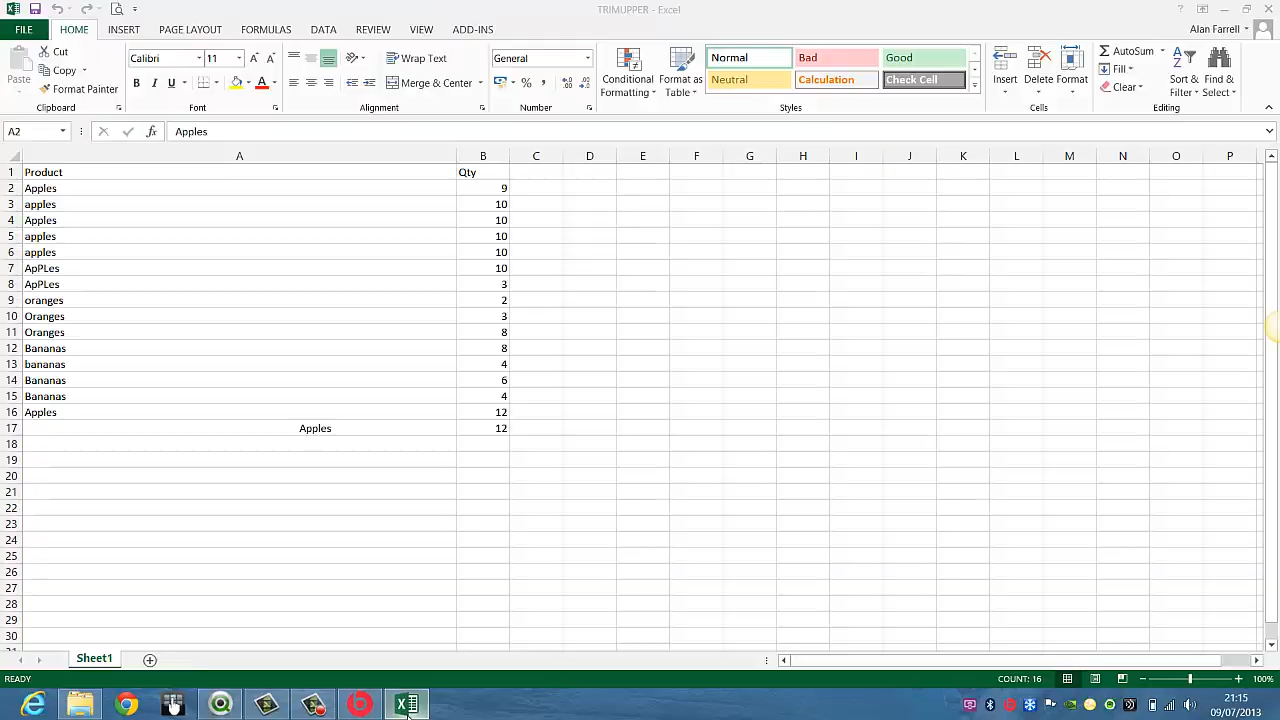 TRIMUPPER - Excel
FILE HOME INSERT PAGE LAYOUT FORMULAS DATA REVIEW VIEW ADD-INS Alan Farrell
Paste
Cut
Copy
Format Painter
Clipboard
Calibri 11
B I U
Font
Wrap Text
Merge & Center
Alignment
General
%
Number
Conditional Formatting
Format as Table
Normal Bad Good
Neutral Calculation Check Cell
Styles
Insert Delete Format
Cells
AutoSum
Fill
Clear
Sort & Filter
Find & Select
Editing
A2 fx Apples
A B C D E F G H I J K L M N O P
1 Product Qty
2 Apples 9
3 apples 10
4 Apples 10
5 apples 10
6 apples 10
7 ApPLes 10
8 ApPLes 3
9 oranges 2
10 Oranges 3
11 Oranges 8
12 Bananas 8
13 bananas 4
14 Bananas 6
15 Bananas 4
16 Apples 12
17 Apples 12
18
19
20
21
22
23
24
25
26
27
28
29
30
Sheet1
READY COUNT: 16 100%
21:15
09/07/2013